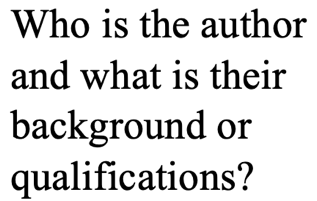 Who is the author
and what is their
background or
qualifications?